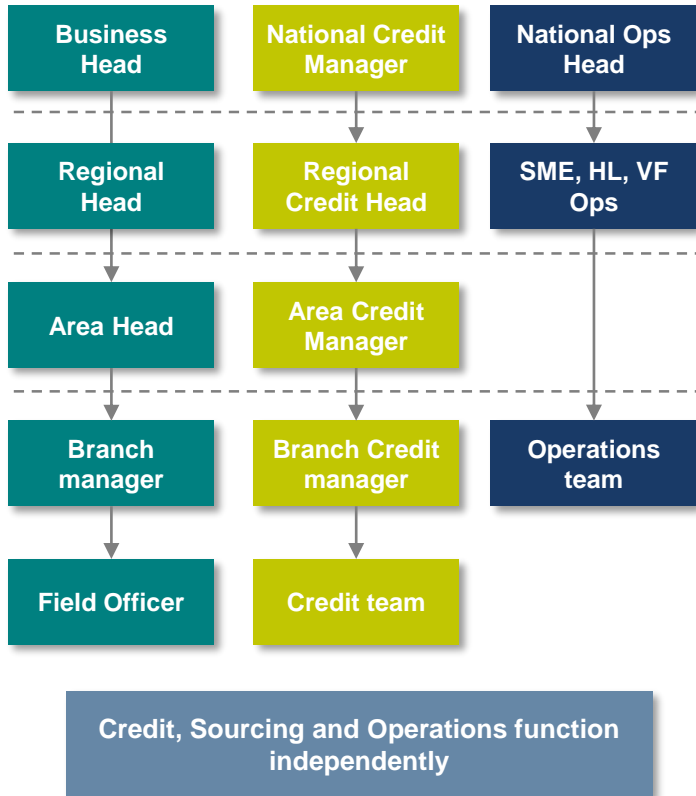 Business
Head
National Credit
Manager
National Ops
Head
Regional
Head
Regional
Credit Head
SME, HL, VF
Ops
Area Head
Area Credit
Manager
Branch
manager
Branch Credit
manager
Operations
team
Field Officer
Credit team
Credit, Sourcing and Operations function
independently